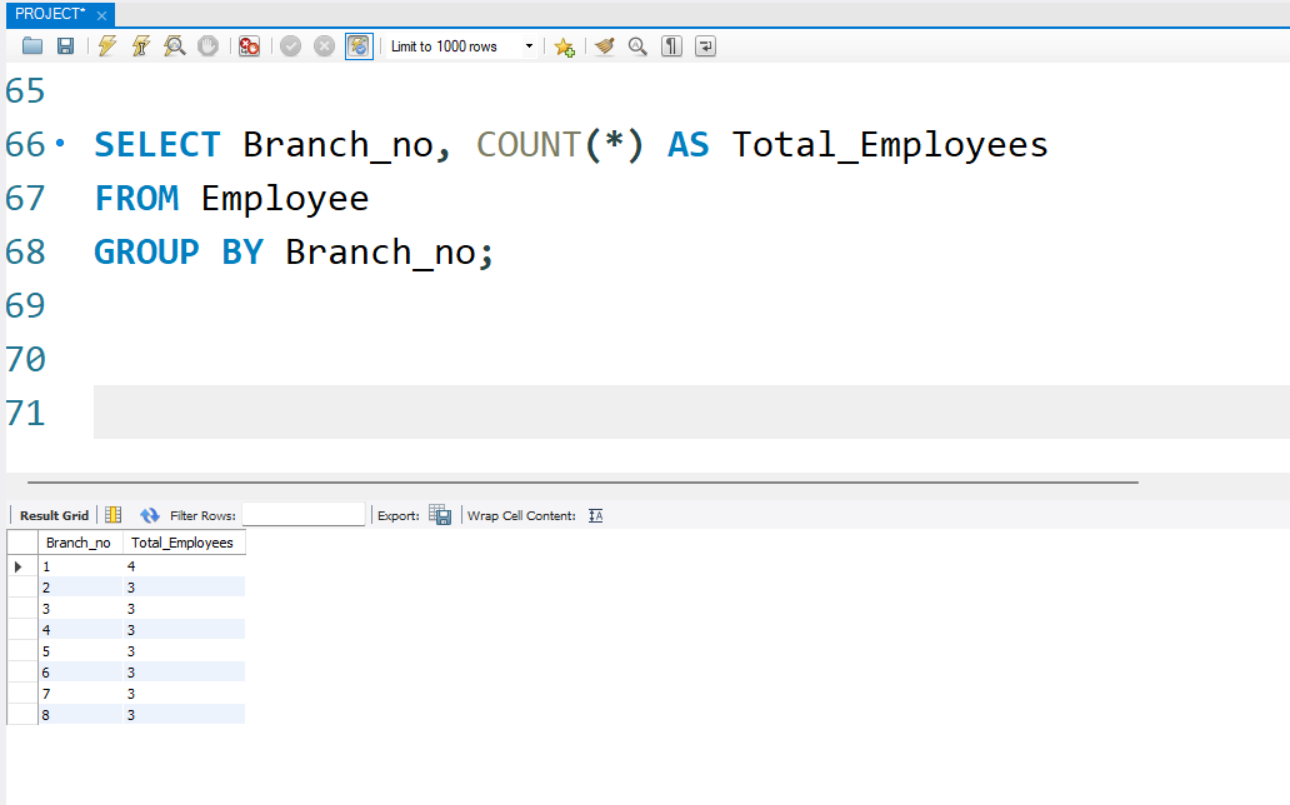 PROJECT* ×
Limit to 1000 rows
65
66 SELECT Branch_no, COUNT(*) AS Total_Employees
67 FROM Employee
68 GROUP BY Branch_no;
69
70
71
Result Grid Filter Rows: Export: Wrap Cell Content: IA
Branch_no Total_Employees
1 4
2 3
3 3
4 3
5 3
6 3
7 3
8 3